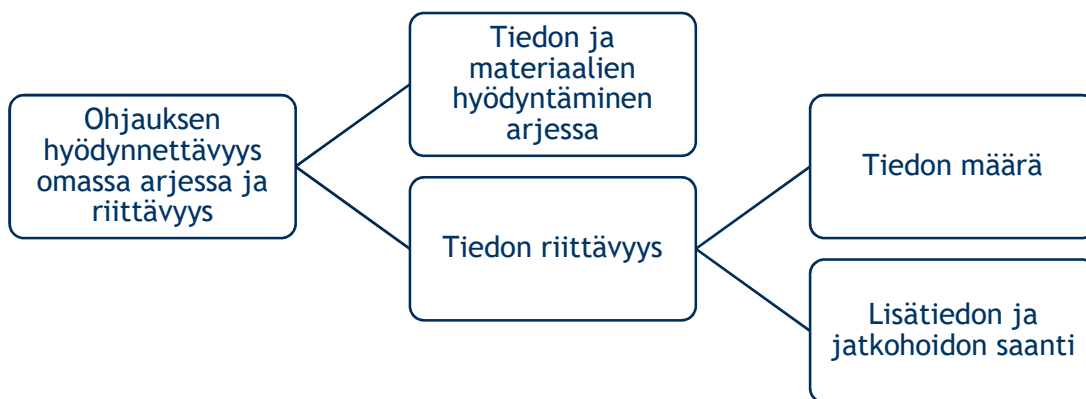 Ohjauksen
hyödynnettävyys
omassa arjessa ja
riittävyys
Tiedon ja
materiaalien
hyödyntäminen
arjessa
Tiedon riittävyys
Tiedon määrä
Lisätiedon ja
jatkohoidon saanti